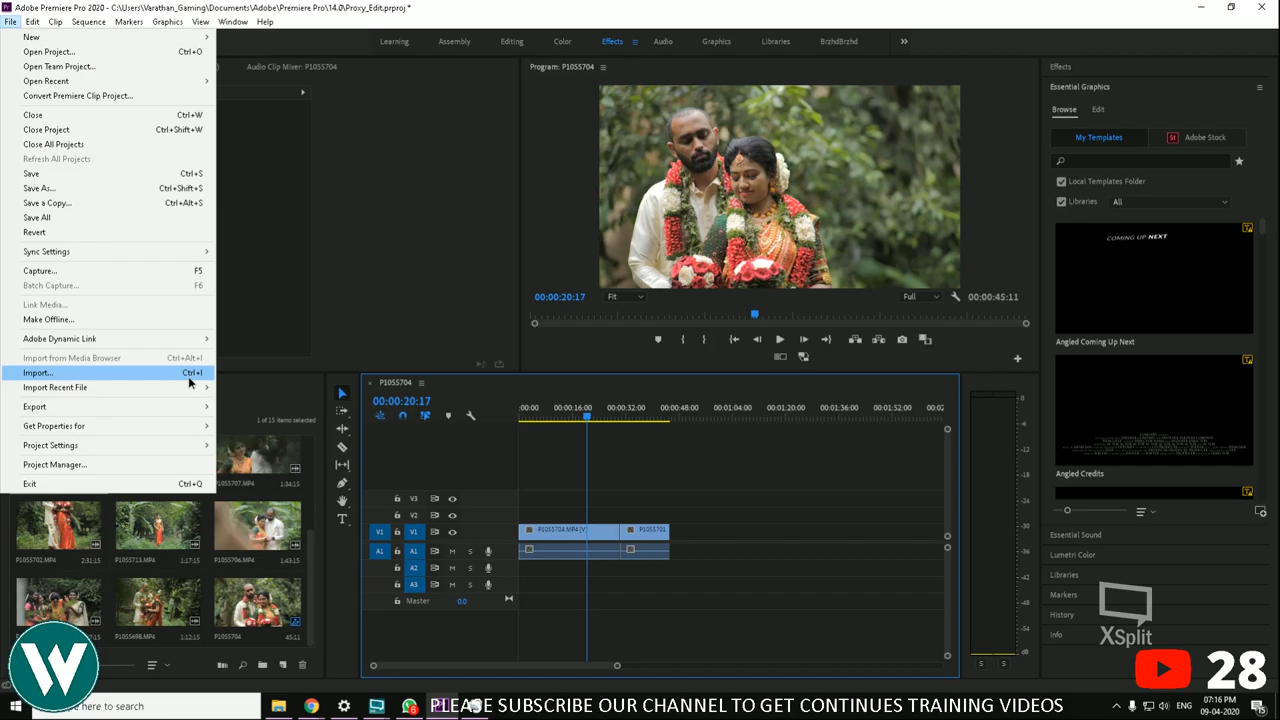 Adobe Premiere Pro 2020 - C:\Users\Varathan_Gaming\Documents\Adobe\Premiere Pro\14.0\Proxy_Edit.prproj *
File Edit Clip Sequence Markers Graphics View Window Help
New
Open Project... Ctrl+O
Open Team Project...
Open Recent
Convert Premiere Clip Project...
Close Ctrl+W
Close Project Ctrl+Shift+W
Close All Projects
Refresh All Projects
Save Ctrl+S
Save As... Ctrl+Shift+S
Save a Copy... Ctrl+Alt+S
Save All
Revert
Sync Settings
Capture... F5
Batch Capture... F6
Link Media...
Make Offline...
Adobe Dynamic Link
Import from Media Browser Ctrl+Alt+I
Import... Ctrl+I
Import Recent File
Export
Get Properties for
Project Settings
Project Manager...
Exit Ctrl+Q
Learning Assembly Editing Color Effects Audio Graphics Libraries BrzhdBrzhd
Audio Clip Mixer: P1055704
Program: P1055704
00:00:20:17 Fit Full 00:00:45:11
Effects
Essential Graphics
Browse Edit
My Templates St Adobe Stock
Local Templates Folder
Libraries All
COMING UP NEXT
Angled Coming Up Next
Angled Credits
Essential Sound
Lumetri Color
Libraries
Markers
History
Info
1 of 15 items selected
P1055707.MP4 1:34:15
P1055702.MP4 2:31:15 P1055713.MP4 1:17:15 P1055706.MP4 1:43:15
P1055698.MP4 1:12:15 P1055704 45:11
P1055704
00:00:20:17
:00:00 00:00:16:00 00:00:32:00 00:00:48:00 00:01:04:00 00:01:20:00 00:01:36:00 00:01:52:00 00:02
V3
V2
V1 V1 P1055704.MP4 [V] P1055701.
A1 A1 M S
A2 M S
A3 M S
Master 0.0
0
-6
-12
-18
-24
-30
-36
-42
-48
-54
dB
S S
XSplit
W
28
PLEASE SUBSCRIBE OUR CHANNEL TO GET CONTINUES TRAINING VIDEOS
here to search
ENG
07:16 PM
09-04-2020
15